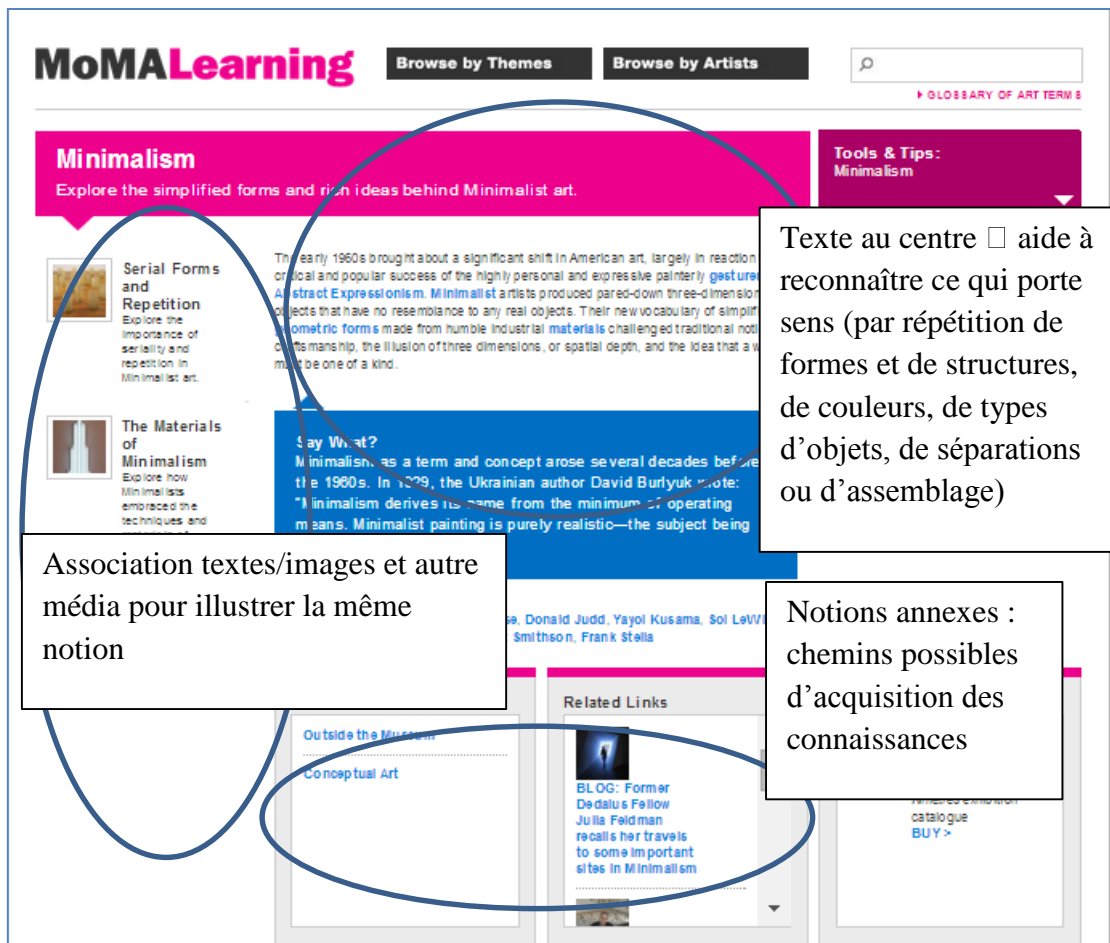 MoMALearning
Browse by Themes
Browse by Artists
GLOSSARY OF ART TERMS
Minimalism
Explore the simplified forms and rich ideas behind Minimalist art.
Tools & Tips:
Minimalism
Serial Forms
and
Repetition
Explore the
importance of
seriality and
repetition in
Minimalist art.
The Materials
of
Minimalism
Explore how
Minimalists
embraced the
techniques and
The early 1960s brought about a significant shift in American art, largely in reaction
critical and popular success of the highly personal and expressive painterly gestures
Abstract Expressionism. Minimalist artists produced pared-down three-dimension
objects that have no resemblance to any real objects. Their new vocabulary of simplifi
geometric forms made from humble industrial materials challenged traditional noti
craftsmanship, the illusion of three dimensions, or spatial depth, and the idea that a w
must be one of a kind.
Say What?
Minimalism as a term and concept arose several decades before
the 1960s. In 1929, the Ukrainian author David Burlyuk wrote:
"Minimalism derives its name from the minimum of operating
means. Minimalist painting is purely realistic—the subject being
Texte au centre □ aide à
reconnaître ce qui porte
sens (par répétition de
formes et de structures,
de couleurs, de types
d'objets, de séparations
ou d'assemblage)
Association textes/images et autre
média pour illustrer la même
notion
se, Donald Judd, Yayoi Kusama, Sol LeWi
Smithson, Frank Stella
Notions annexes :
chemins possibles
d'acquisition des
connaissances
Outside the Museum
Conceptual Art
Related Links
BLOG: Former
Dedalus Fellow
Julia Feldman
recalls her travels
to some important
sites in Minimalism
exhibition
catalogue
BUY >